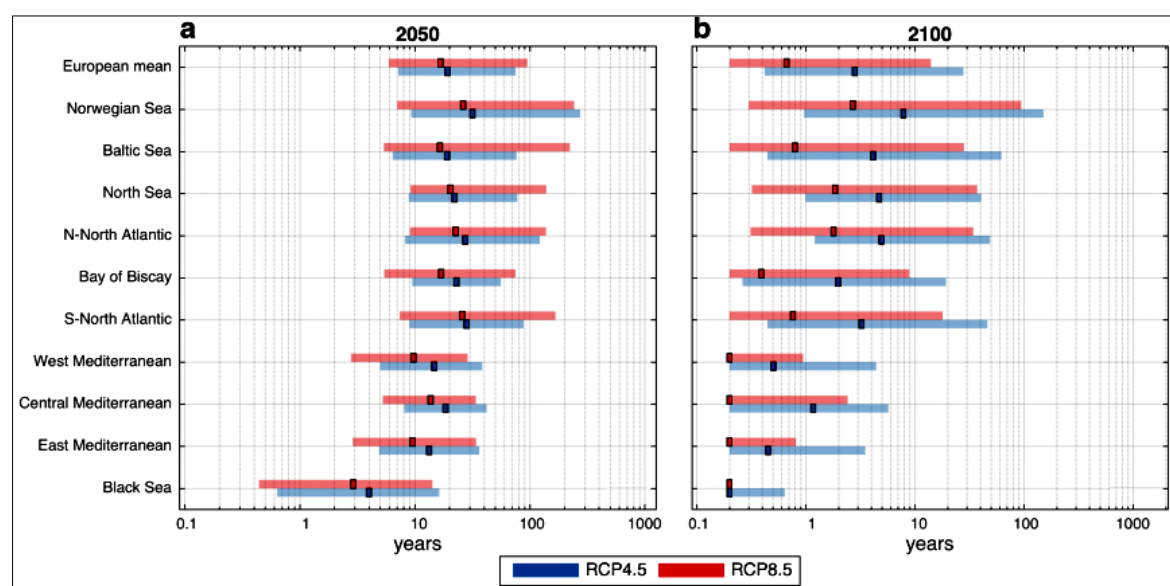 a
2050
b
2100
European mean
Norwegian Sea
Baltic Sea
North Sea
N-North Atlantic
Bay of Biscay
S-North Atlantic
West Mediterranean
Central Mediterranean
East Mediterranean
Black Sea
0.1 1 10 100 1000
0.1 1 10 100 1000
years
years
RCP4.5 RCP8.5